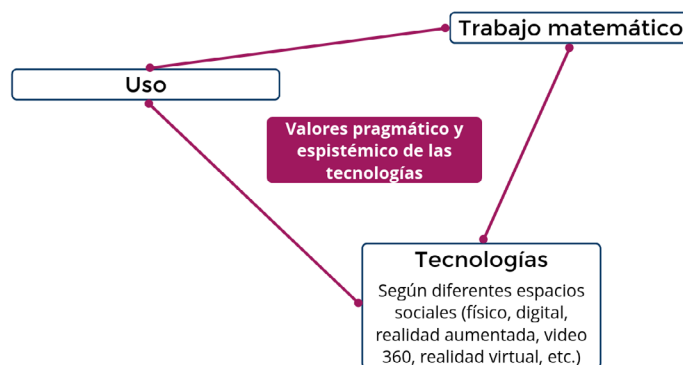 Trabajo matemático
Uso
Valores pragmático y
espistémico de las
tecnologías
Tecnologías
Según diferentes espacios
sociales (físico, digital,
realidad aumentada, video
360, realidad virtual, etc.)